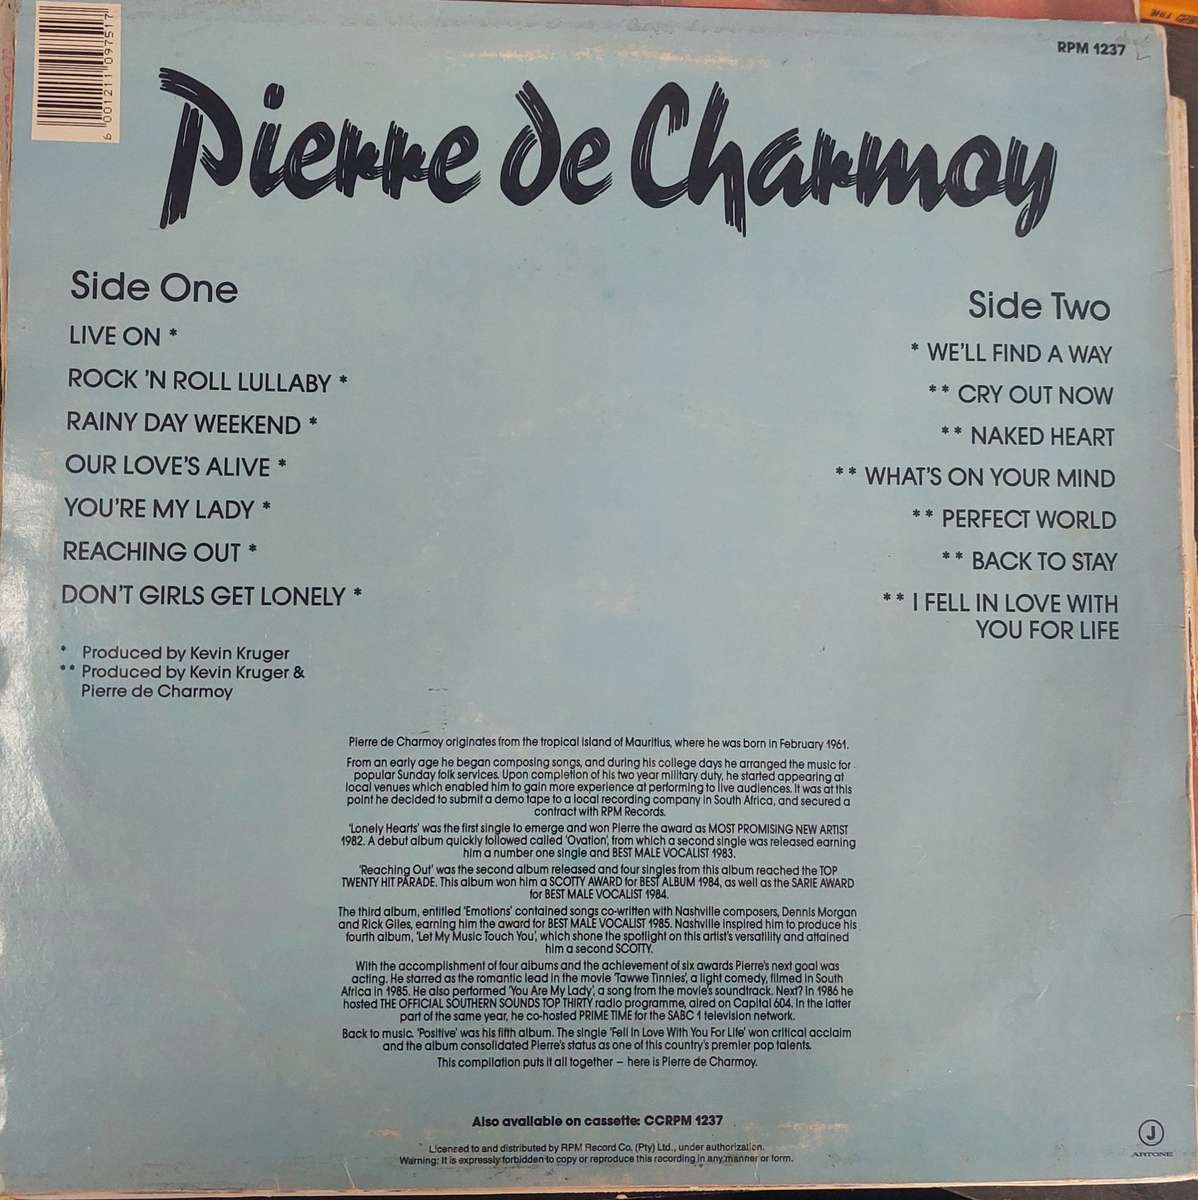 6 001211 097517
RPM 1237
Pierre de Charmoy
Side One
LIVE ON *
ROCK 'N ROLL LULLABY *
RAINY DAY WEEKEND *
OUR LOVE'S ALIVE *
YOU'RE MY LADY *
REACHING OUT *
DON'T GIRLS GET LONELY *
* Produced by Kevin Kruger
** Produced by Kevin Kruger &
Pierre de Charmoy
Side Two
* WE'LL FIND A WAY
** CRY OUT NOW
** NAKED HEART
** WHAT'S ON YOUR MIND
** PERFECT WORLD
** BACK TO STAY
** I FELL IN LOVE WITH
YOU FOR LIFE
Pierre de Charmoy originates from the tropical island of Mauritius, where he was born in February 1961.
From an early age he began composing songs, and during his college days he arranged the music for
popular Sunday folk services. Upon completion of his two year military duty, he started appearing at
local venues which enabled him to gain more experience at performing to live audiences. It was at this
point he decided to submit a demo tape to a local recording company in South Africa, and secured a
contract with RPM Records.
'Lonely Hearts' was the first single to emerge and won Pierre the award as MOST PROMISING NEW ARTIST
1982. A debut album quickly followed called 'Ovation', from which a second single was released earning
him a number one single and BEST MALE VOCALIST 1983.
'Reaching Out' was the second album released and four singles from this album reached the TOP
TWENTY HIT PARADE. This album won him a SCOTTY AWARD for BEST ALBUM 1984, as well as the SARIE AWARD
for BEST MALE VOCALIST 1984.
The third album, entitled 'Emotions' contained songs co-written with Nashville composers, Dennis Morgan
and Rick Giles, earning him the award for BEST MALE VOCALIST 1985. Nashville inspired him to produce his
fourth album, 'Let My Music Touch You', which shone the spotlight on this artist's versatility and attained
him a second SCOTTY.
With the accomplishment of four albums and the achievement of six awards Pierre's next goal was
acting. He starred as the romantic lead in the movie 'Tawwe Tinnies', a light comedy, filmed in South
Africa in 1985. He also performed 'You Are My Lady', a song from the movie's soundtrack. Next? In 1986 he
hosted THE OFFICIAL SOUTHERN SOUNDS TOP THIRTY radio programme, aired on Capital 604. In the latter
part of the same year, he co-hosted PRIME TIME for the SABC 1 television network.
Back to music. 'Positive' was his fifth album. The single 'Fell In Love With You For Life' won critical acclaim
and the album consolidated Pierre's status as one of this country's premier pop talents.
This compilation puts it all together – here is Pierre de Charmoy.
Also available on cassette: CCRPM 1237
Licensed to and distributed by RPM Record Co. (Pty) Ltd., under authorization.
Warning: It is expressly forbidden to copy or reproduce this recording in any manner or form.
J
ARTONE